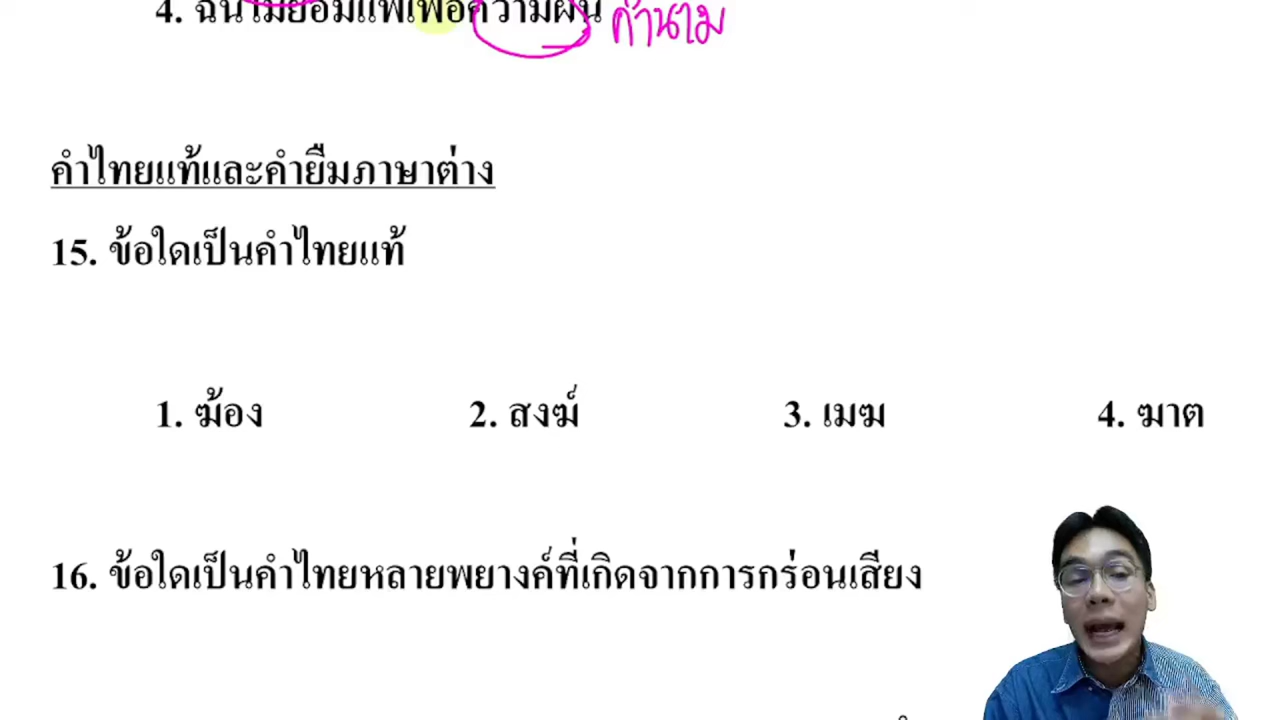 4. ฉันไม่ยอมแพ้เพื่อความฝัน คำนาม
คำไทยแท้และคำยืมภาษาต่าง
15. ข้อใดเป็นคำไทยแท้
1. ฆ้อง 2. สงฆ์ 3. เมฆ 4. ฆาต
16. ข้อใดเป็นคำไทยหลายพยางค์ที่เกิดจากการกร่อนเสียง